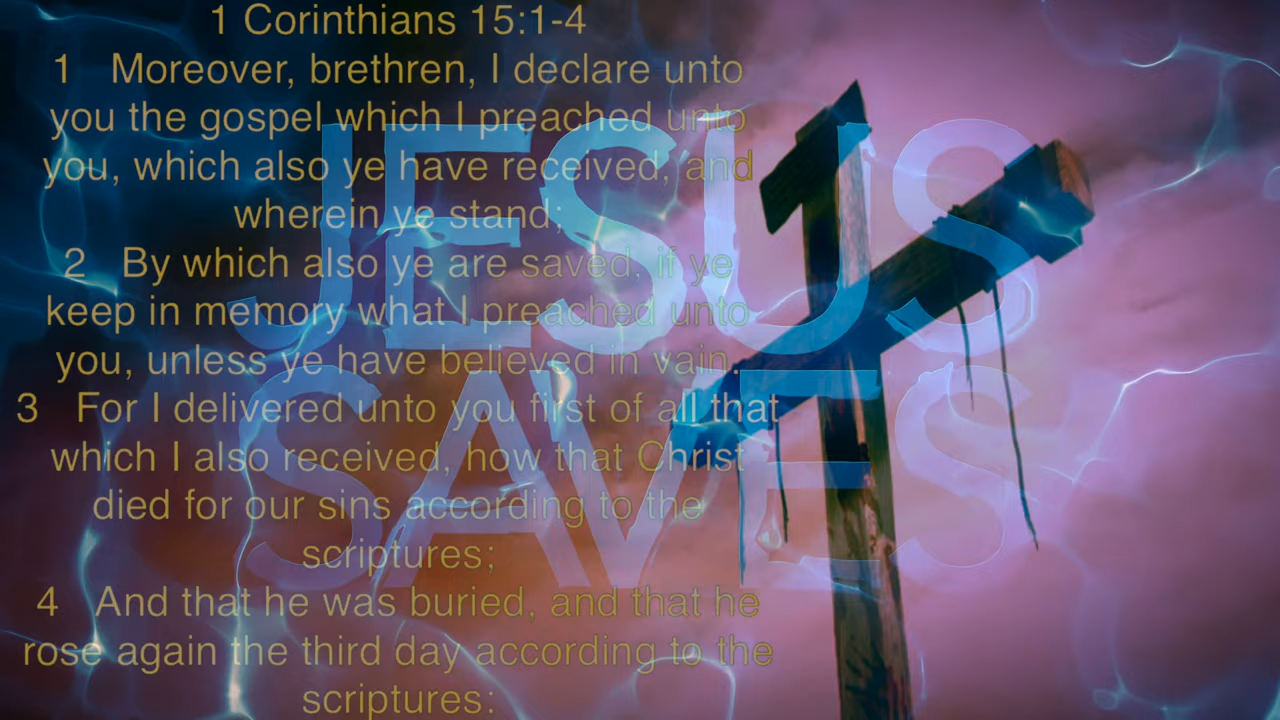 1 Corinthians 15:1-4
1 Moreover, brethren, I declare unto
you the gospel which I preached unto
you, which also ye have received, and
wherein ye stand;
2 By which also ye are saved, if ye
keep in memory what I preached unto
you, unless ye have believed in vain.
3 For I delivered unto you first of all that
which I also received, how that Christ
died for our sins according to the
scriptures;
4 And that he was buried, and that he
rose again the third day according to the
scriptures:
JESUS
SAVES